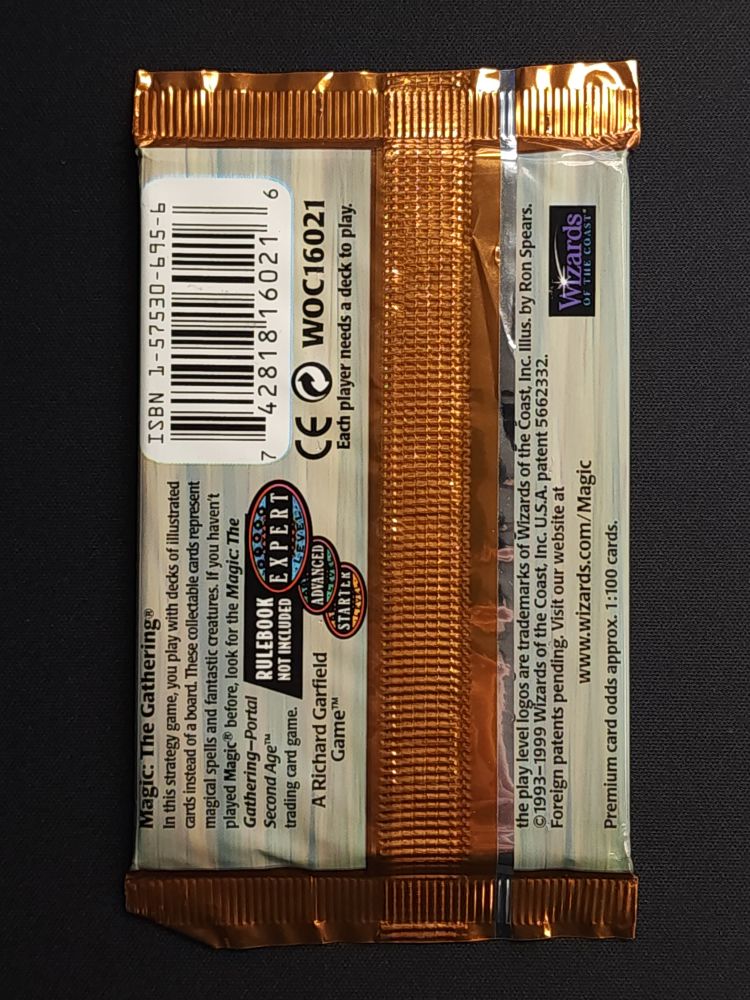 Magic: The Gathering®
In this strategy game, you play with decks of illustrated
cards instead of a board. These collectable cards represent
magical spells and fantastic creatures. If you haven't
played Magic® before, look for the Magic: The
Gathering–Portal
Second Age™
trading card game.
A Richard Garfield
Game™
RULEBOOK
NOT INCLUDED
EXPERT
LEVEL
ADVANCED
LEVEL
STARTER
LEVEL
ISBN 1-57530-695-6
7 42818 16021 6
CE WOC16021
Each player needs a deck to play.
the play level logos are trademarks of Wizards of the Coast, Inc. Illus. by Ron Spears.
©1993–1999 Wizards of the Coast, Inc. U.S.A. patent 5662332.
Foreign patents pending. Visit our website at
www.wizards.com/Magic
Premium card odds approx. 1:100 cards.
Wizards
OF THE COAST®